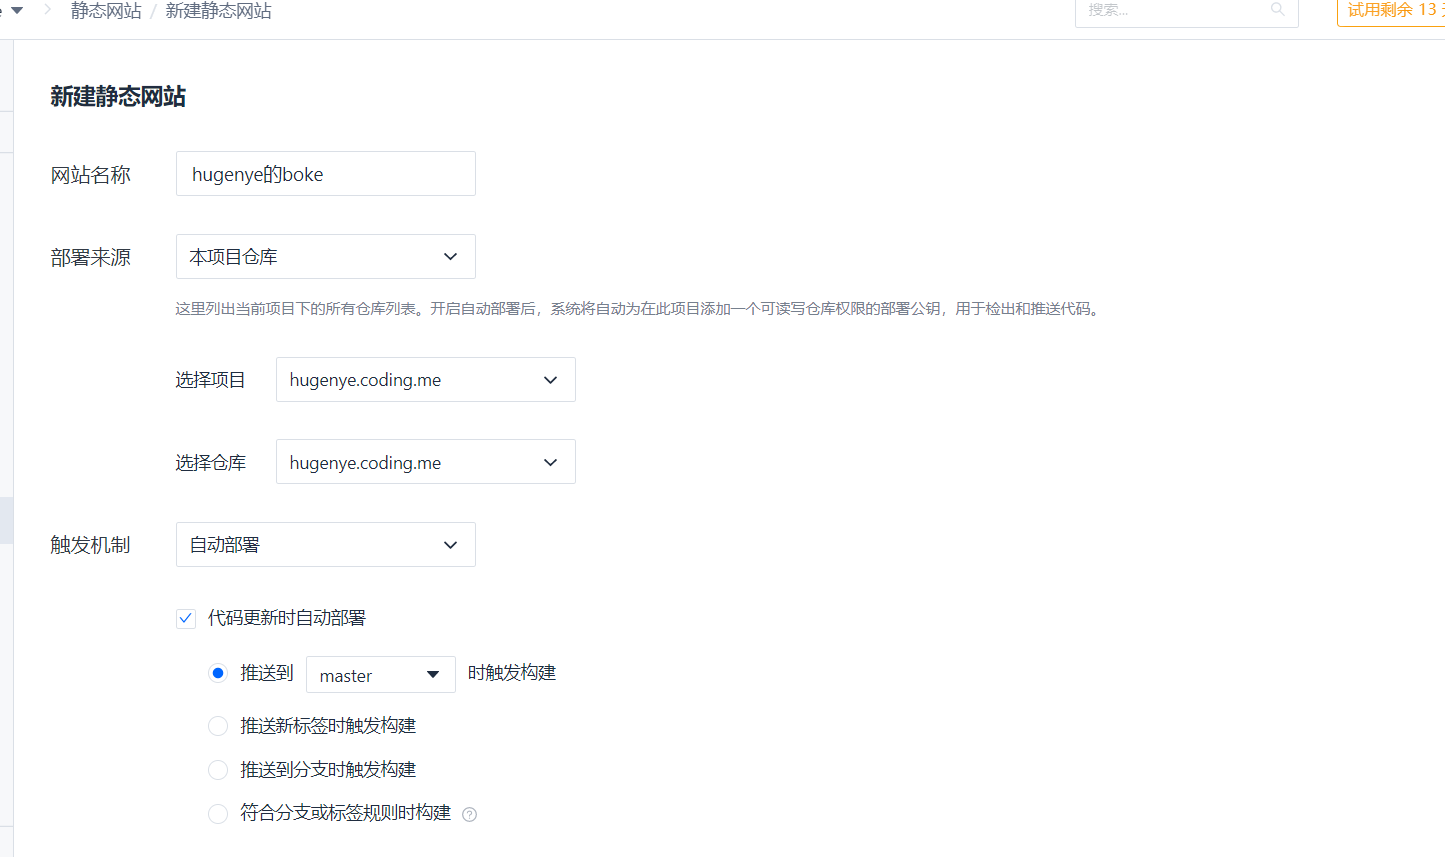 静态网站 / 新建静态网站
搜索...
试用剩余 13
新建静态网站
网站名称
hugenye的boke
部署来源
本项目仓库
这里列出当前项目下的所有仓库列表。开启自动部署后，系统将自动为在此项目添加一个可读写仓库权限的部署公钥，用于检出和推送代码。
选择项目
hugenye.coding.me
选择仓库
hugenye.coding.me
触发机制
自动部署
代码更新时自动部署
推送到 master 时触发构建
推送新标签时触发构建
推送到分支时触发构建
符合分支或标签规则时构建